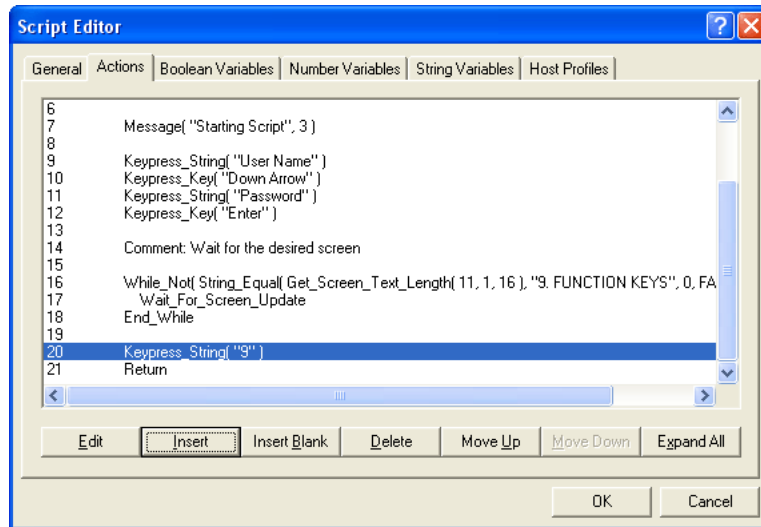 Script Editor
General Actions Boolean Variables Number Variables String Variables Host Profiles
6
7 Message( "Starting Script", 3 )
8
9 Keypress_String( "User Name" )
10 Keypress_Key( "Down Arrow" )
11 Keypress_String( "Password" )
12 Keypress_Key( "Enter" )
13
14 Comment: Wait for the desired screen
15
16 While_Not( String_Equal( Get_Screen_Text_Length( 11, 1, 16 ), "9. FUNCTION KEYS", 0, FA
17 Wait_For_Screen_Update
18 End_While
19
20 Keypress_String( "9" )
21 Return
Edit Insert Insert Blank Delete Move Up Move Down Expand All
OK Cancel